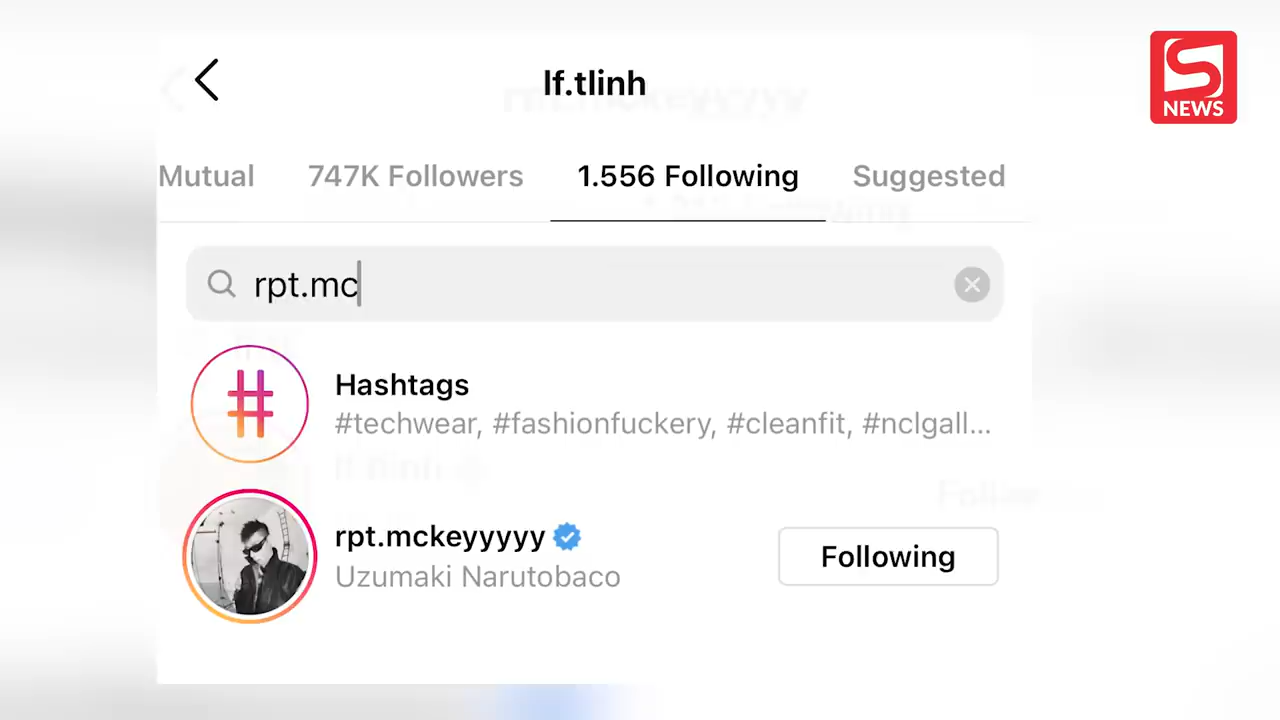 lf.tlinh
Mutual 747K Followers 1.556 Following Suggested
rpt.mc
Hashtags
#techwear, #fashionfuckery, #cleanfit, #nclgall...
rpt.mckeyyyyy
Uzumaki Narutobaco
Following
S
NEWS